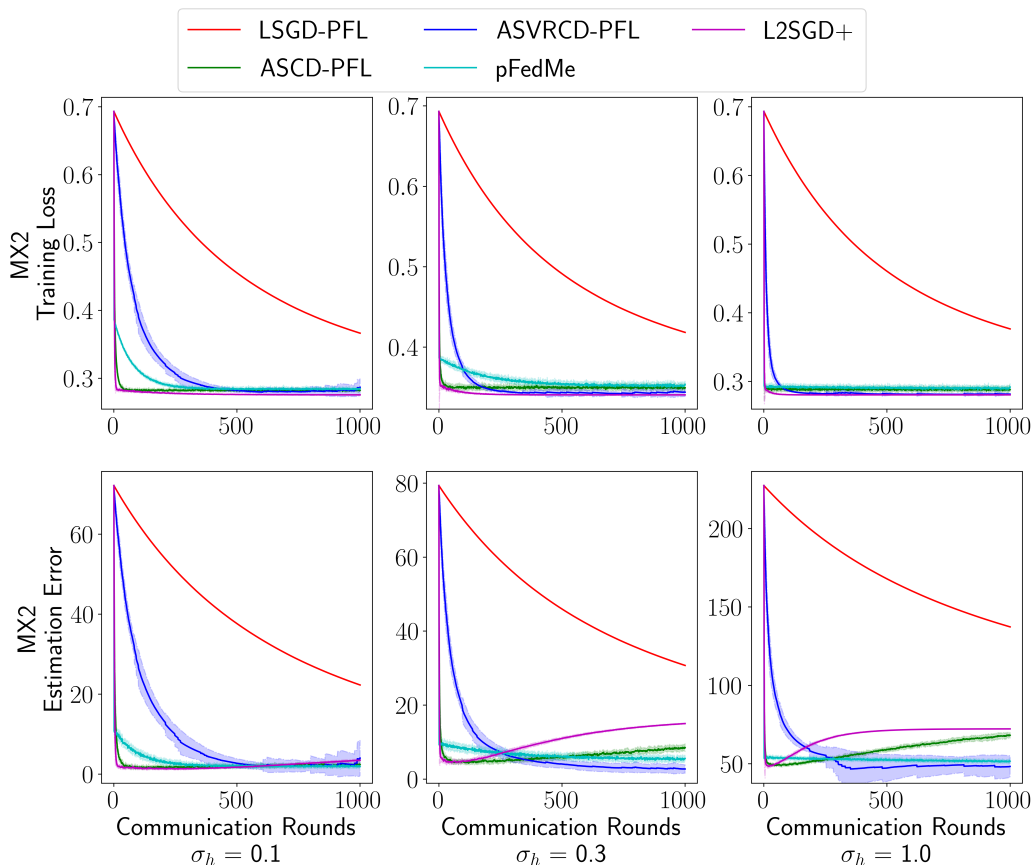 LSGD-PFL ASVRCD-PFL L2SGD+
ASCD-PFL pFedMe
MX2
Training Loss
0.7
0.6
0.5
0.4
0.3
0 500 1000
0.7
0.6
0.5
0.4
0 500 1000
0.7
0.6
0.5
0.4
0.3
0 500 1000
MX2
Estimation Error
60
40
20
0
0 500 1000
Communication Rounds
σ_h = 0.1
80
60
40
20
0
0 500 1000
Communication Rounds
σ_h = 0.3
200
150
100
50
0 500 1000
Communication Rounds
σ_h = 1.0